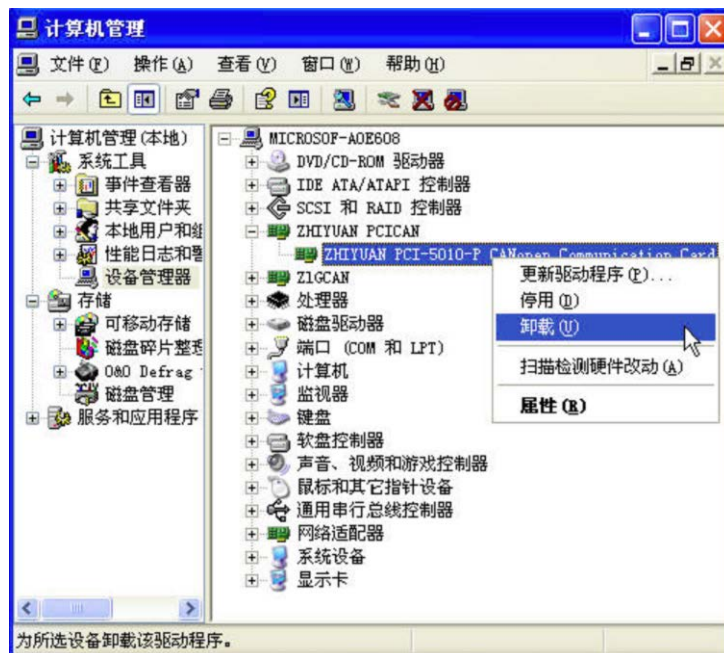 计算机管理
文件(F) 操作(A) 查看(V) 窗口(W) 帮助(H)
计算机管理(本地)
系统工具
事件查看器
共享文件夹
本地用户和组
性能日志和警
设备管理器
存储
可移动存储
磁盘碎片整理
O&O Defrag
磁盘管理
服务和应用程序
MICROSOF-A0E608
DVD/CD-ROM 驱动器
IDE ATA/ATAPI 控制器
SCSI 和 RAID 控制器
ZHIYUAN PCICAN
ZHIYUAN PCI-5010-P CANopen Communication Card
ZlGCAN
处理器
磁盘驱动器
端口 (COM 和 LPT)
计算机
监视器
键盘
软盘控制器
声音、视频和游戏控制器
鼠标和其它指针设备
通用串行总线控制器
网络适配器
系统设备
显示卡
更新驱动程序(P)...
停用(D)
卸载(U)
扫描检测硬件改动(A)
属性(R)
为所选设备卸载该驱动程序。